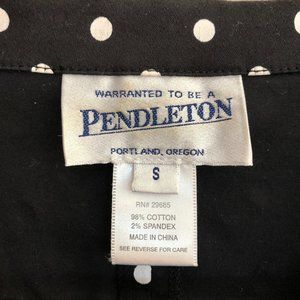 WARRANTED TO BE A
PENDLETON
PORTLAND, OREGON
S
RN# 29685
98% COTTON
2% SPANDEX
MADE IN CHINA
SEE REVERSE FOR CARE